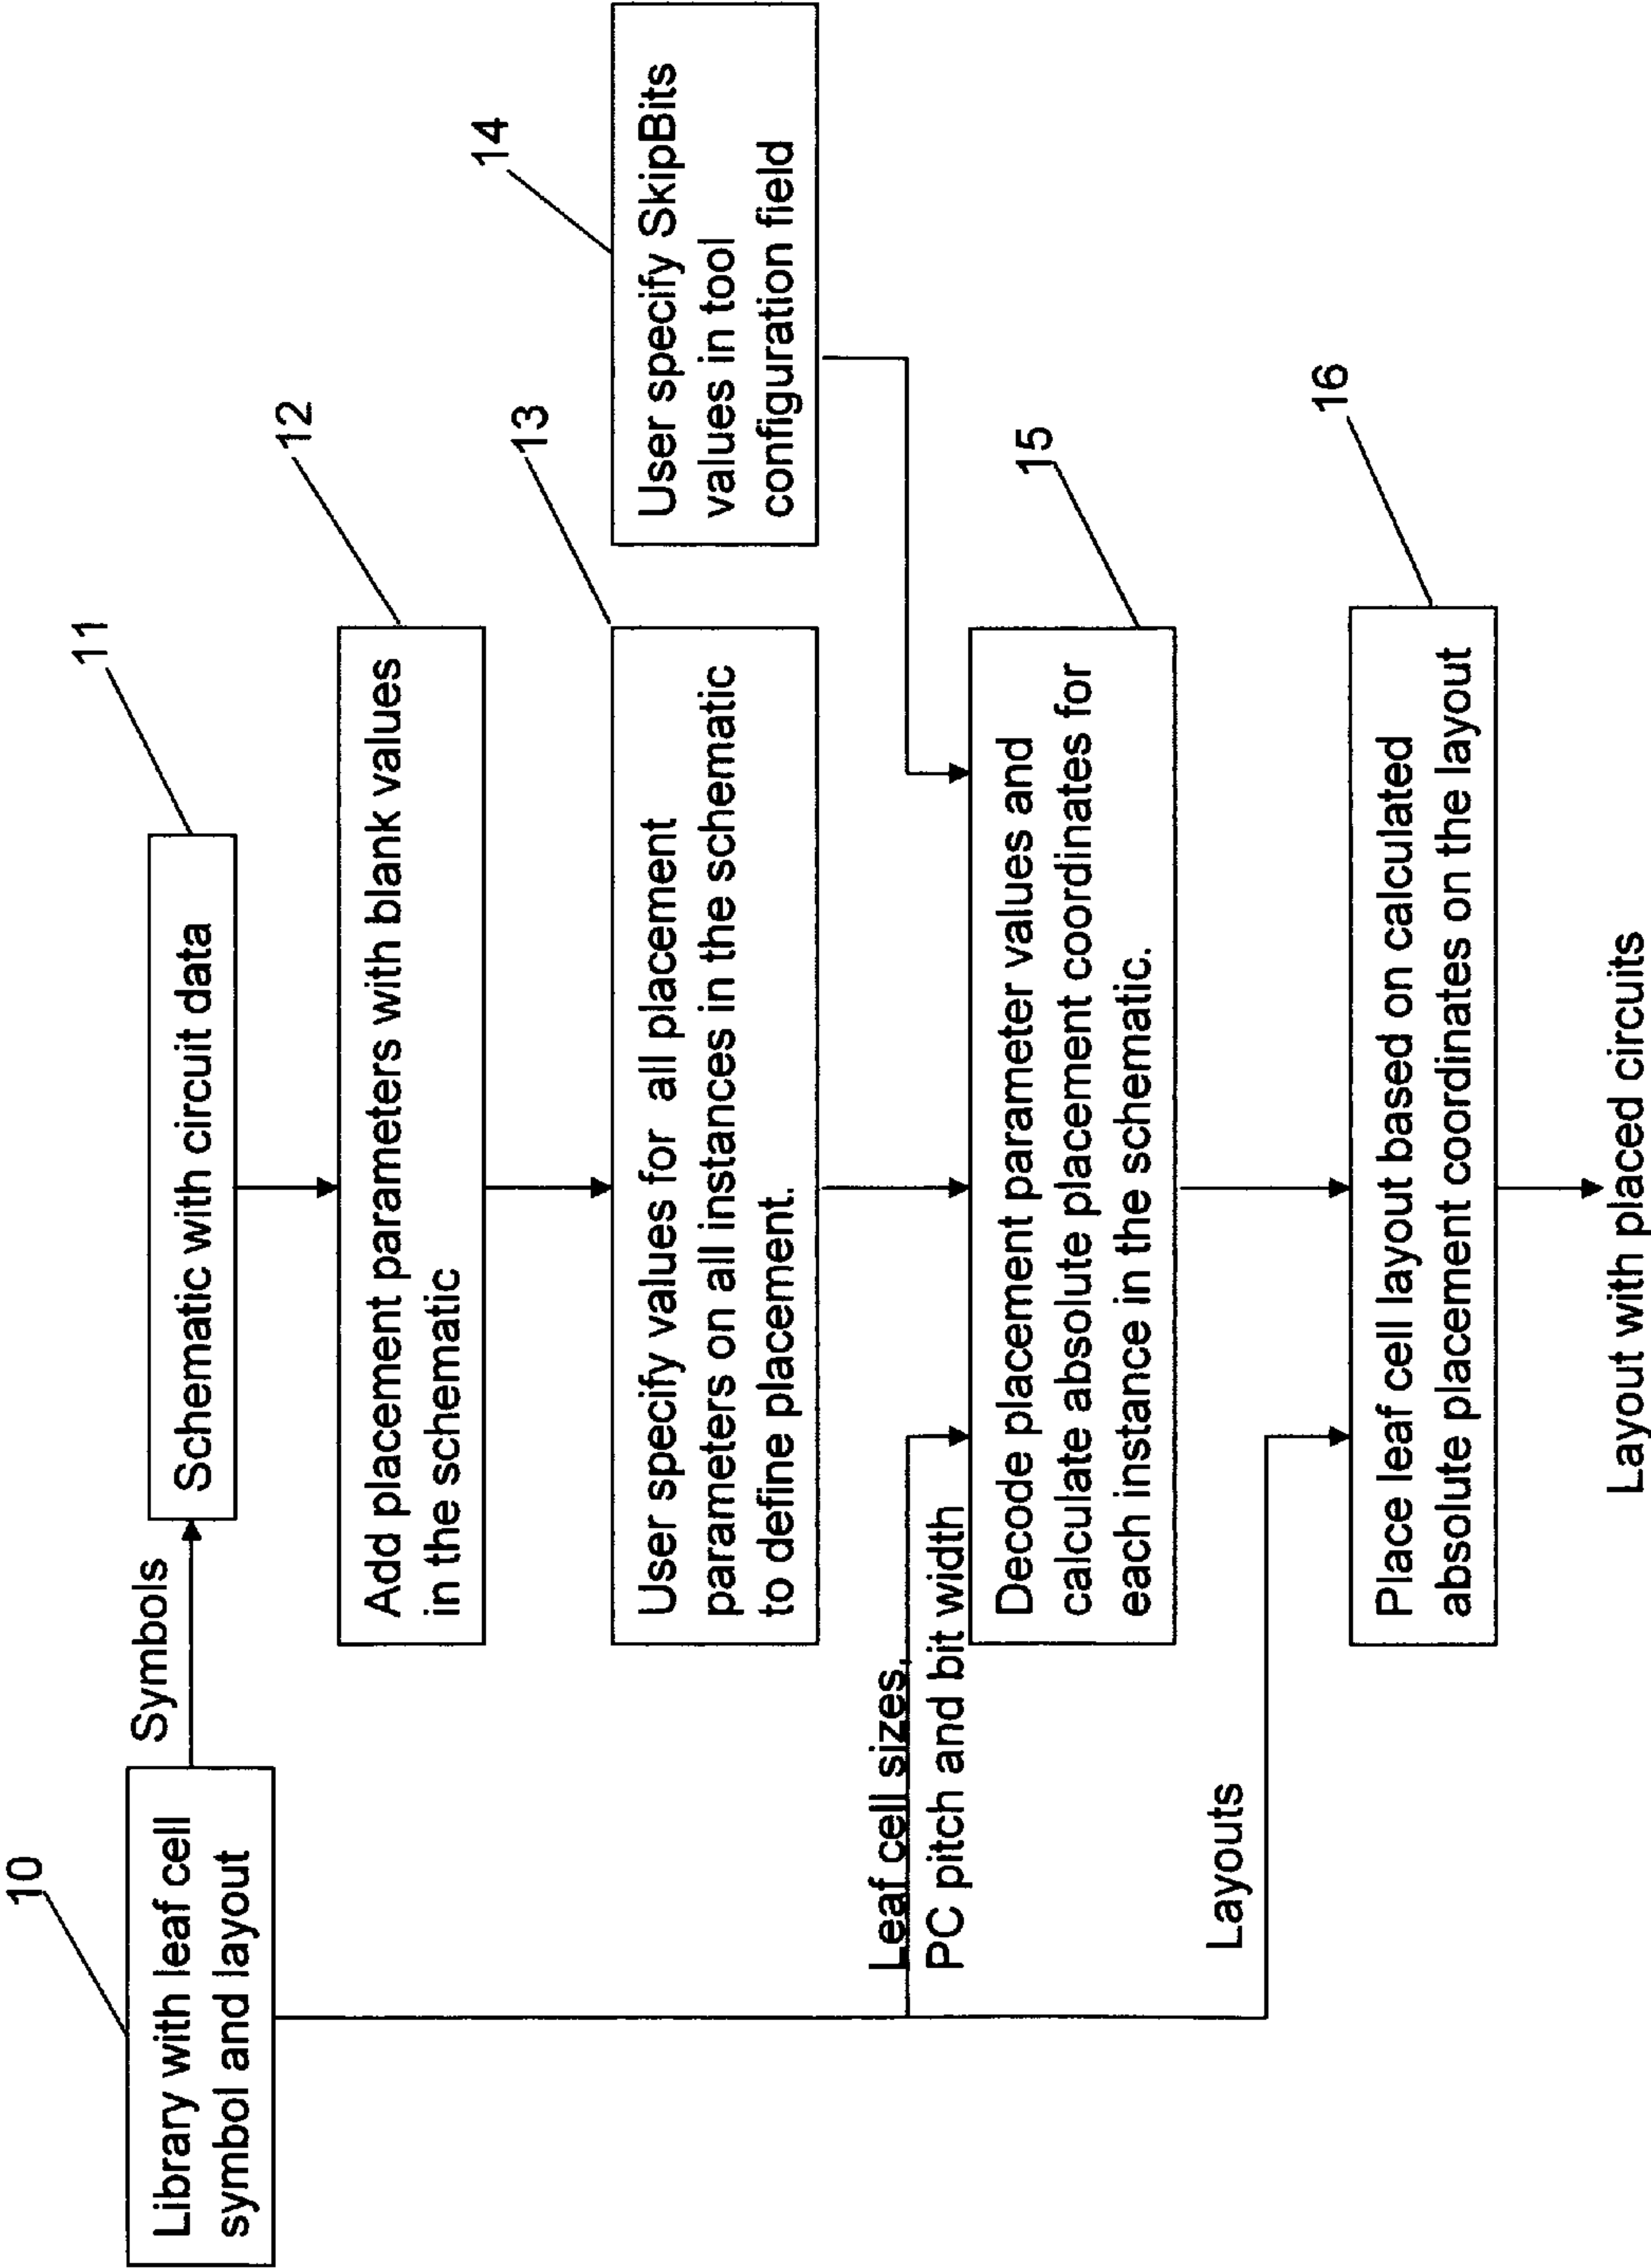 10
Library with leaf cell
symbol and layout
Symbols
11
Schematic with circuit data
12
Add placement parameters with blank values
in the schematic
13
User specify values for all placement
parameters on all instances in the schematic
to define placement.
14
User specify SkipBits
values in tool
configuration field
Leaf cell sizes,
PC pitch and bit width
15
Decode placement parameter values and
calculate absolute placement coordinates for
each instance in the schematic.
Layouts
16
Place leaf cell layout based on calculated
absolute placement coordinates on the layout
Layout with placed circuits